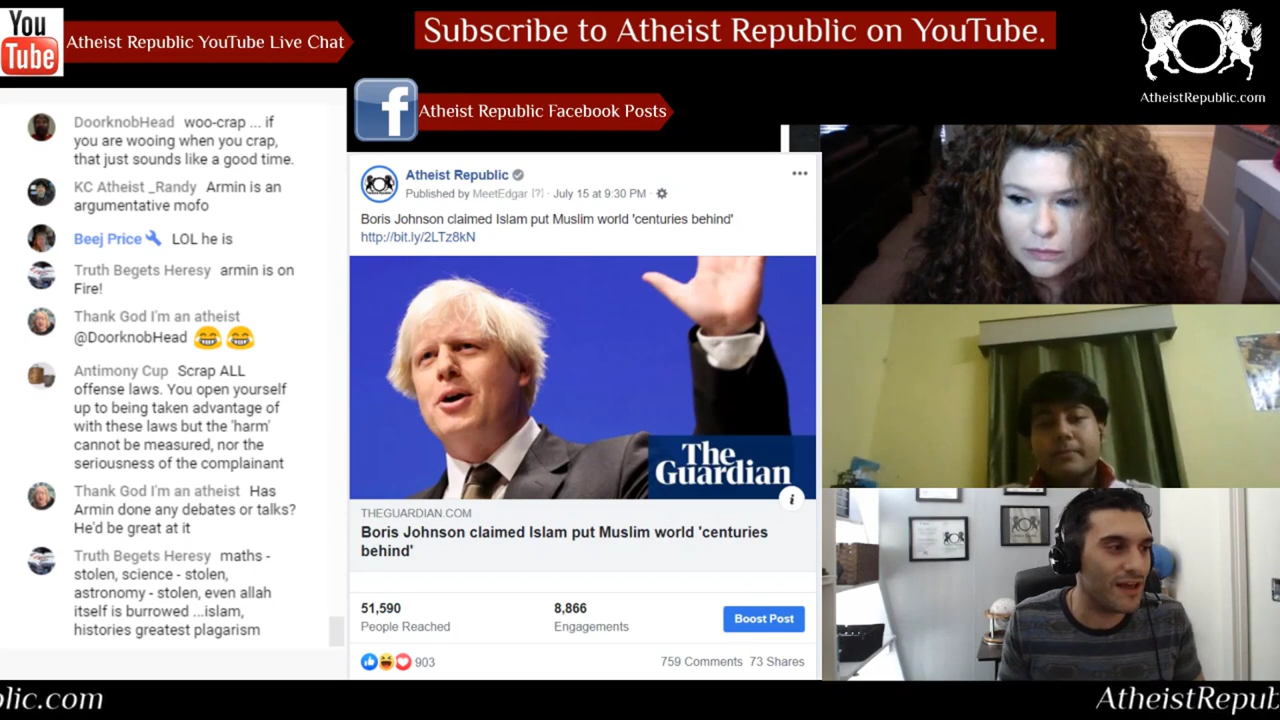 You
Tube
Atheist Republic YouTube Live Chat
Subscribe to Atheist Republic on YouTube.
AtheistRepublic.com
f
Atheist Republic Facebook Posts
DoorknobHead woo-crap ... if
you are wooing when you crap,
that just sounds like a good time.
KC Atheist _Randy Armin is an
argumentative mofo
Beej Price LOL he is
Truth Begets Heresy armin is on
Fire!
Thank God I'm an atheist
@DoorknobHead 😂 😂
Antimony Cup Scrap ALL
offense laws. You open yourself
up to being taken advantage of
with these laws but the 'harm'
cannot be measured, nor the
seriousness of the complainant
Thank God I'm an atheist Has
Armin done any debates or talks?
He'd be great at it
Truth Begets Heresy maths -
stolen, science - stolen,
astronomy - stolen, even allah
itself is burrowed ...islam,
histories greatest plagarism
Atheist Republic
Published by MeetEdgar [?] · July 15 at 9:30 PM ·
Boris Johnson claimed Islam put Muslim world 'centuries behind'
http://bit.ly/2LTz8kN
The
Guardian
i
THEGUARDIAN.COM
Boris Johnson claimed Islam put Muslim world 'centuries
behind'
51,590
People Reached
8,866
Engagements
Boost Post
903
759 Comments 73 Shares
blic.com
AtheistRepub